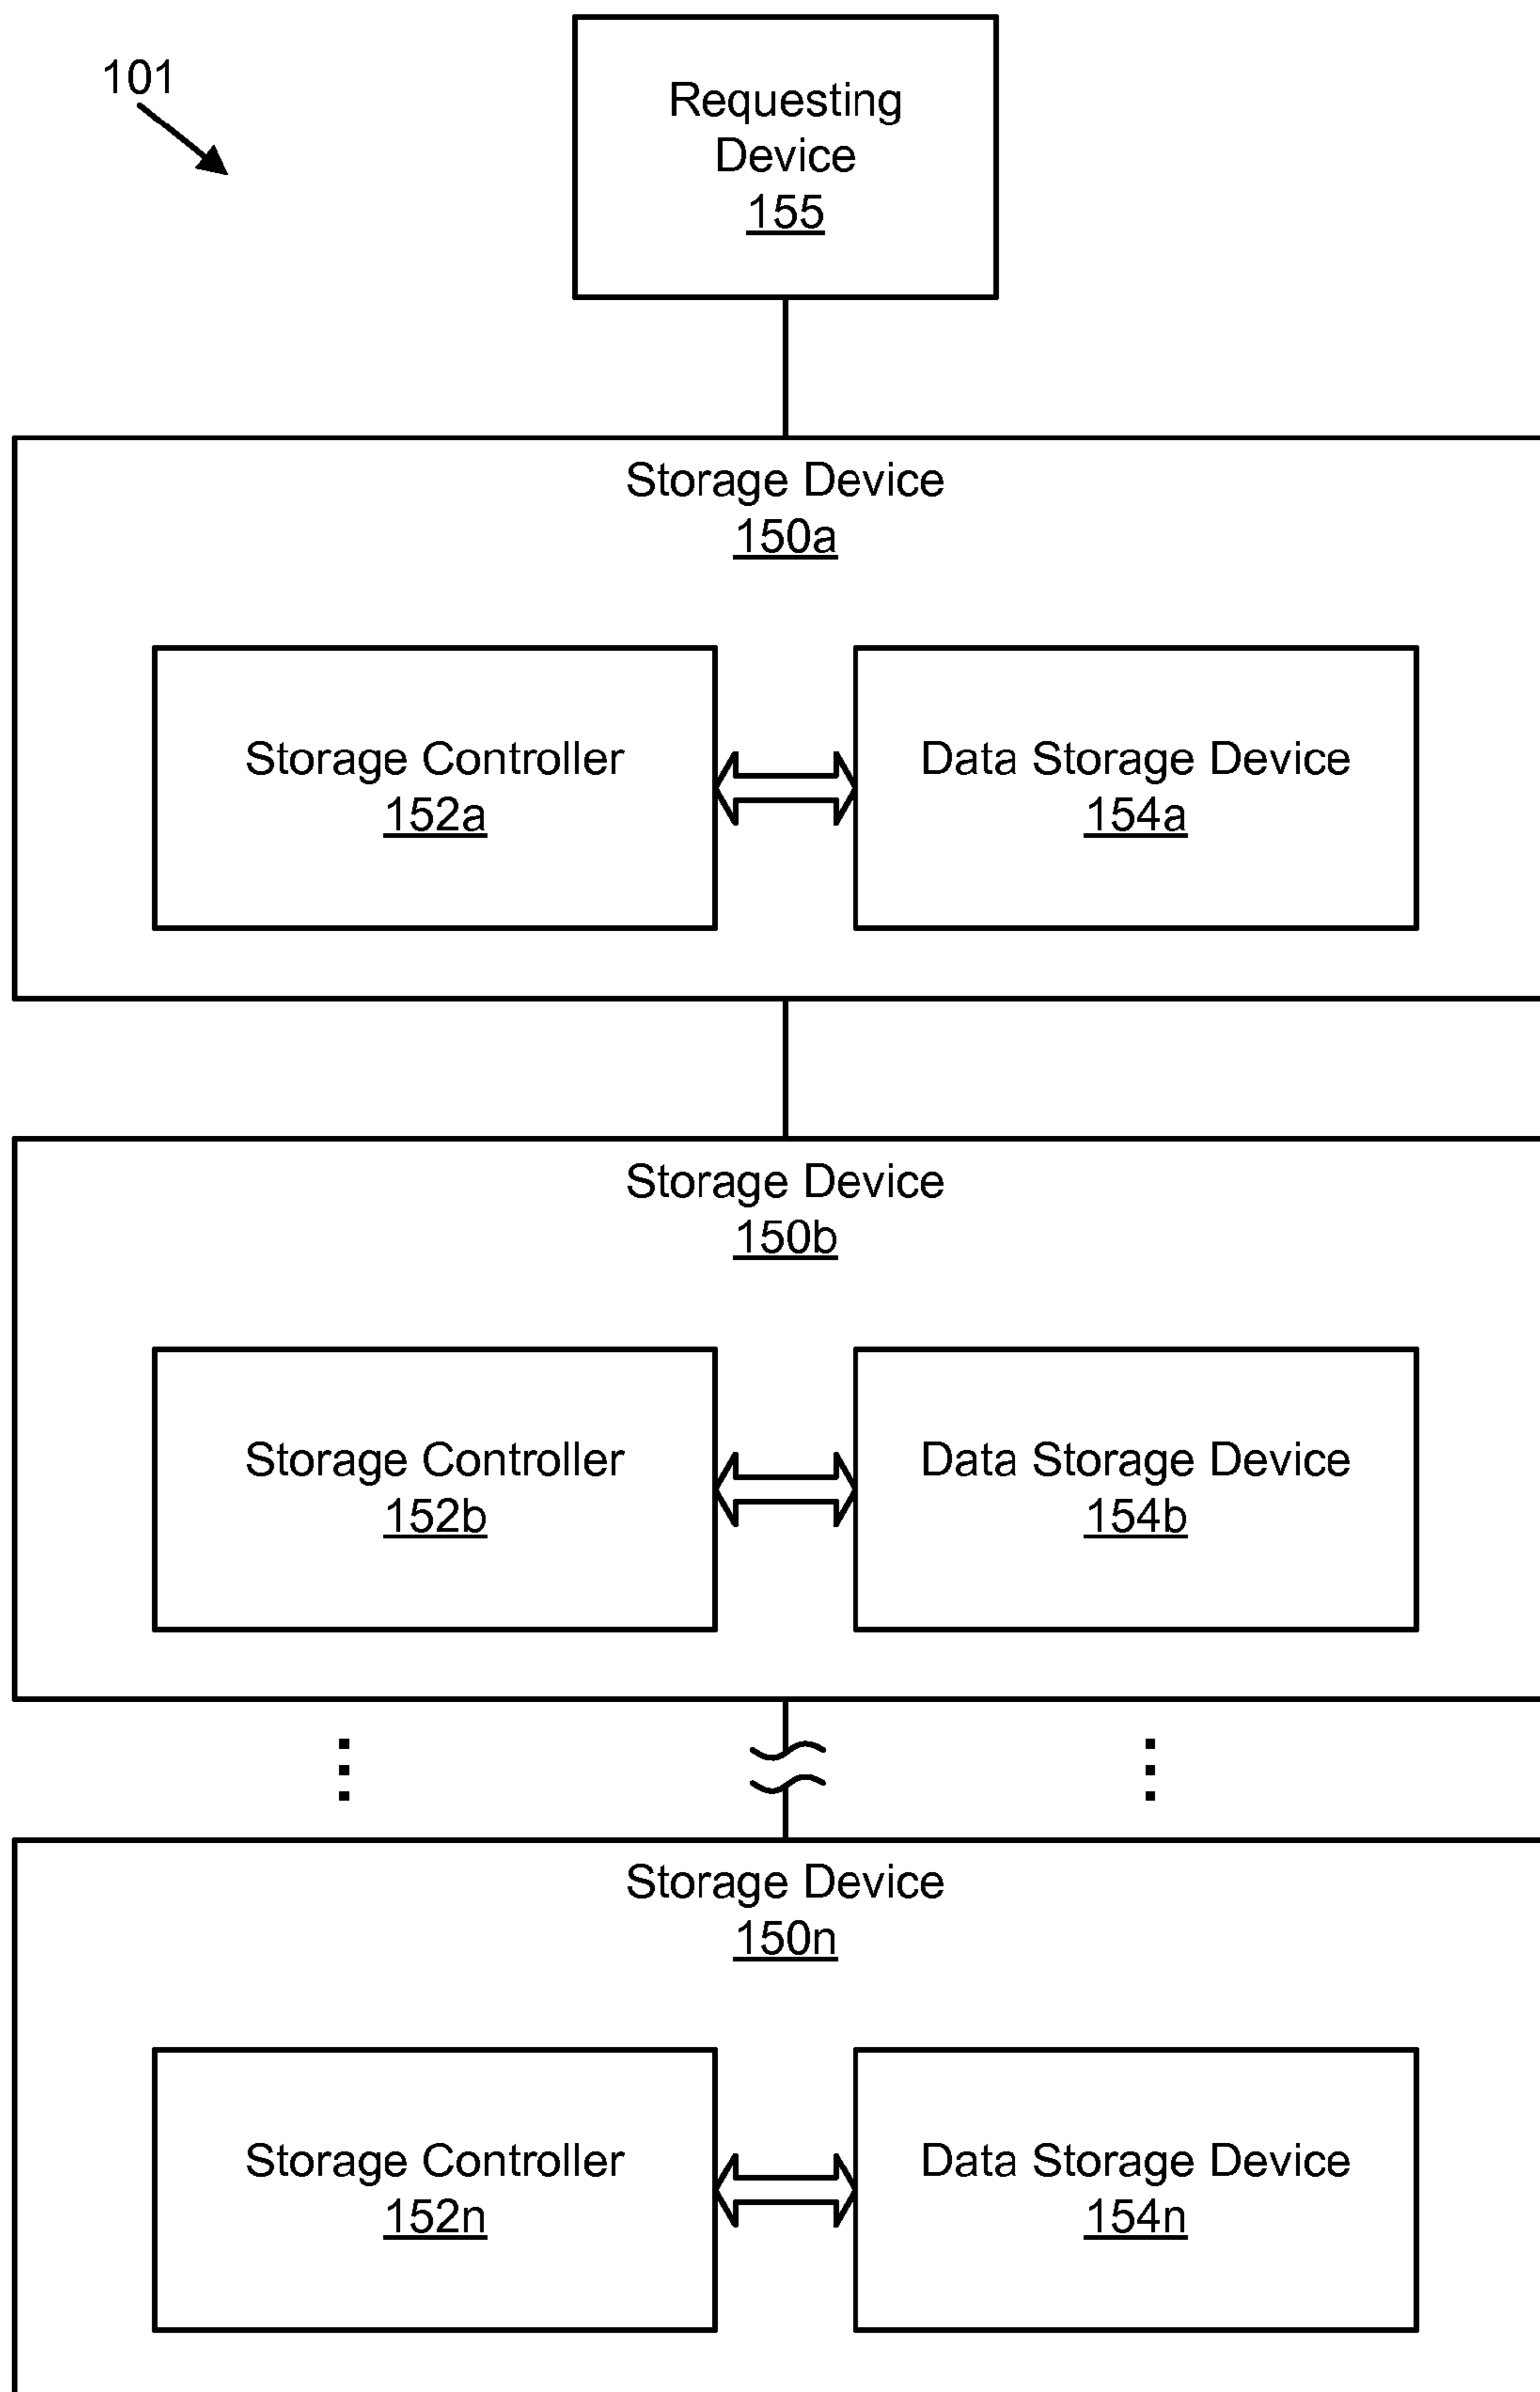 101
Requesting
Device
155
Storage Device
150a
Storage Controller
152a
Data Storage Device
154a
Storage Device
150b
Storage Controller
152b
Data Storage Device
154b
Storage Device
150n
Storage Controller
152n
Data Storage Device
154n